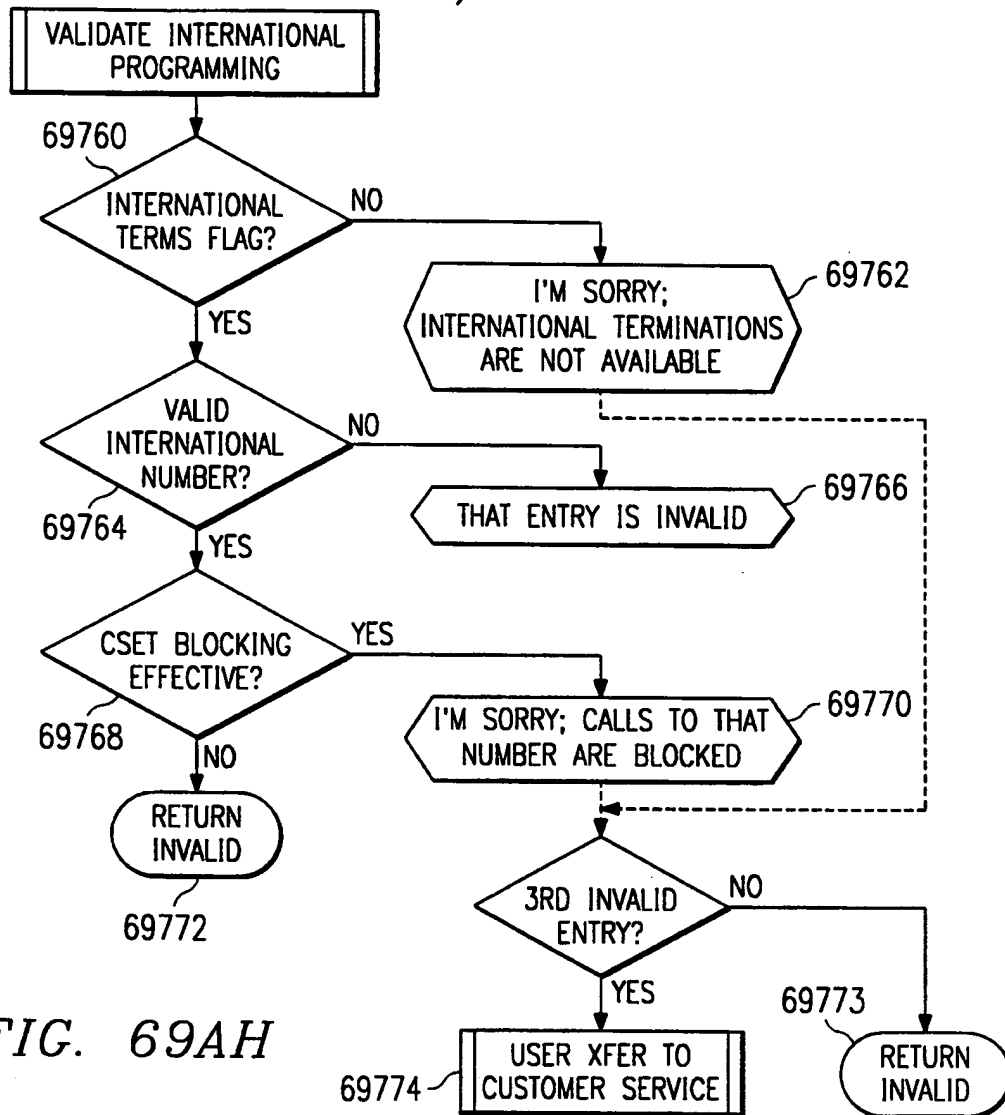 VALIDATE INTERNATIONAL
PROGRAMMING
69760
INTERNATIONAL
TERMS FLAG?
NO
YES
I'M SORRY;
INTERNATIONAL TERMINATIONS
ARE NOT AVAILABLE
69762
VALID
INTERNATIONAL
NUMBER?
NO
69764
YES
THAT ENTRY IS INVALID
69766
CSET BLOCKING
EFFECTIVE?
YES
69768
NO
I'M SORRY; CALLS TO THAT
NUMBER ARE BLOCKED
69770
RETURN
INVALID
69772
3RD INVALID
ENTRY?
NO
YES
69773
USER XFER TO
CUSTOMER SERVICE
69774
RETURN
INVALID
FIG. 69AH